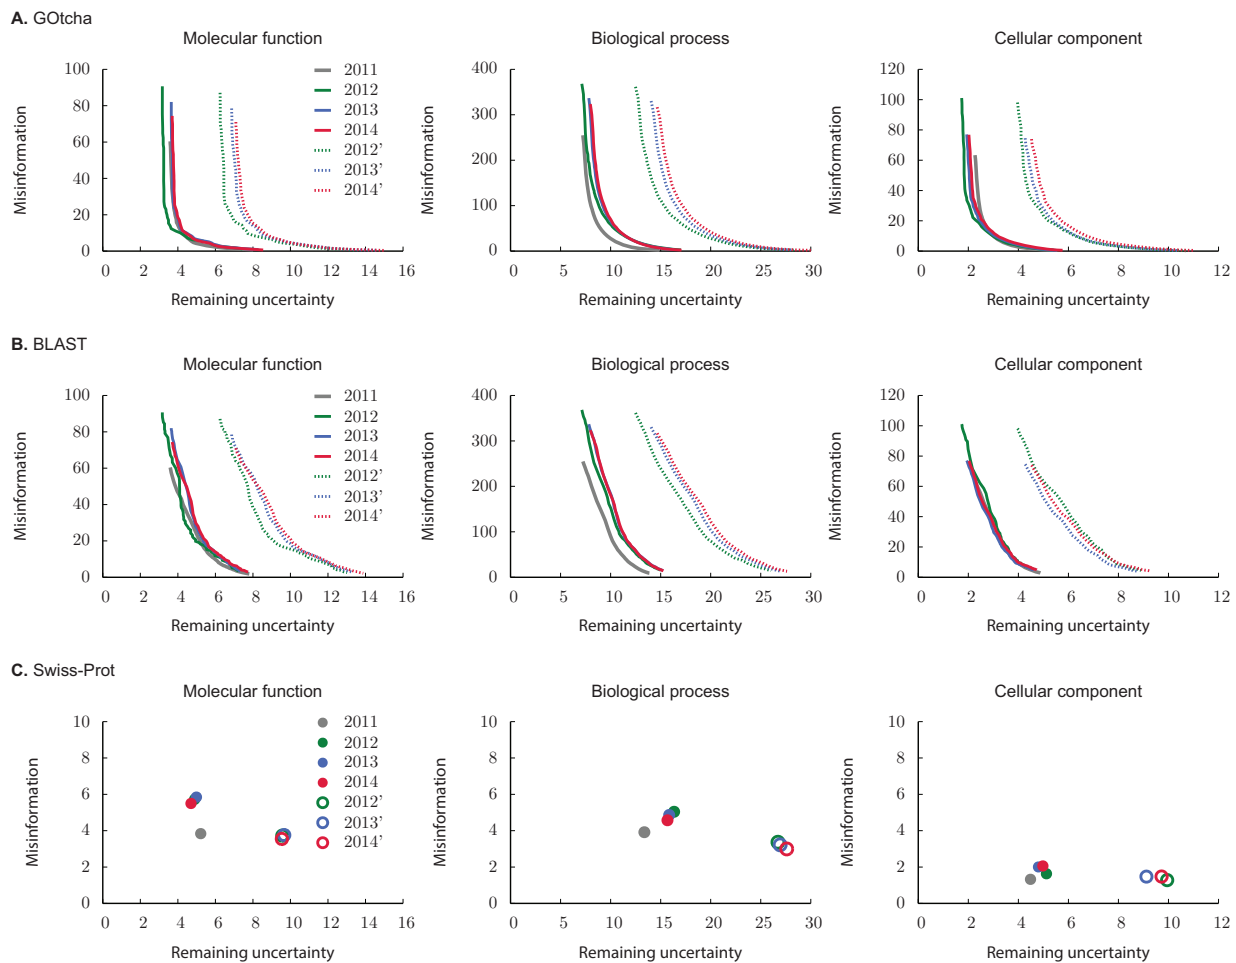 A. GOtcha
Molecular function
Biological process
Cellular component
Misinformation
100
80
60
40
20
0
2011
2012
2013
2014
2012’
2013’
2014’
0 2 4 6 8 10 12 14 16
Remaining uncertainty
Misinformation
400
300
200
100
0
0 5 10 15 20 25 30
Remaining uncertainty
Misinformation
120
100
80
60
40
20
0
0 2 4 6 8 10 12
Remaining uncertainty
B. BLAST
Molecular function
Biological process
Cellular component
Misinformation
100
80
60
40
20
0
2011
2012
2013
2014
2012’
2013’
2014’
0 2 4 6 8 10 12 14 16
Remaining uncertainty
Misinformation
400
300
200
100
0
0 5 10 15 20 25 30
Remaining uncertainty
Misinformation
120
100
80
60
40
20
0
0 2 4 6 8 10 12
Remaining uncertainty
C. Swiss-Prot
Molecular function
Biological process
Cellular component
Misinformation
10
8
6
4
2
0
2011
2012
2013
2014
2012’
2013’
2014’
0 2 4 6 8 10 12 14 16
Remaining uncertainty
Misinformation
10
8
6
4
2
0
0 5 10 15 20 25 30
Remaining uncertainty
Misinformation
10
8
6
4
2
0
0 2 4 6 8 10 12
Remaining uncertainty